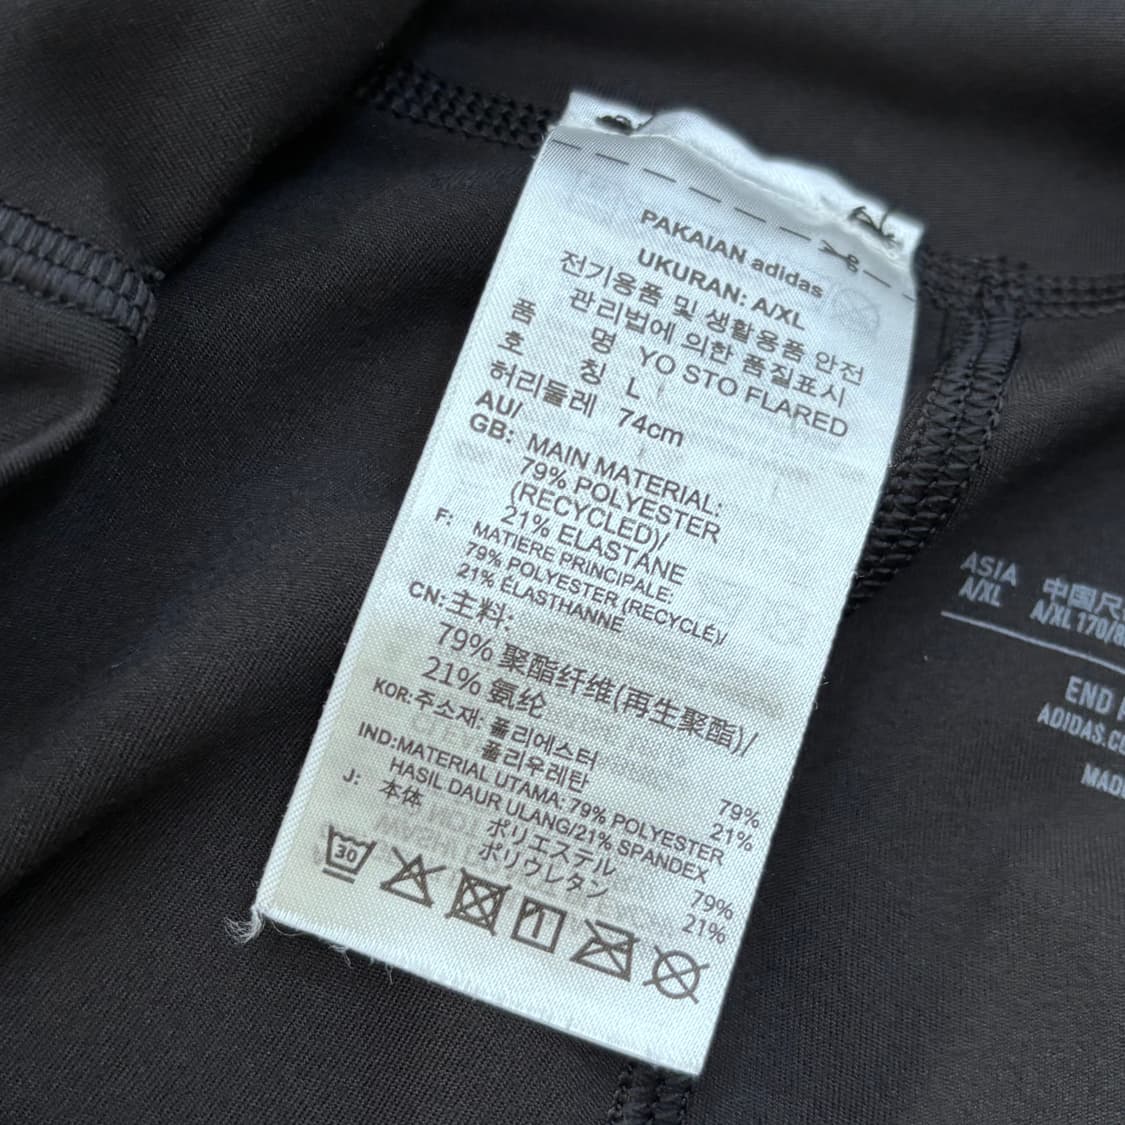 PAKAIAN adidas
UKURAN: A/XL
전기용품 및 생활용품 안전
관리법에 의한 품질표시
품 명 YO STO FLARED
호 칭 L
허리둘레 74cm
AU/
GB: MAIN MATERIAL:
79% POLYESTER
(RECYCLED)/
21% ELASTANE
F: MATIERE PRINCIPALE:
79% POLYESTER (RECYCLÉ)/
21% ÉLASTHANNE
CN: 主料:
79% 聚酯纤维(再生聚酯)/
21% 氨纶
KOR: 주소재: 폴리에스터 79%
폴리우레탄 21%
IND: MATERIAL UTAMA: 79% POLYESTER
HASIL DAUR ULANG/21% SPANDEX
J: 本体 ポリエステル 79%
ポリウレタン 21%
30
ASIA 中国
A/XL A/XL 170/8
END
ADIDAS.C